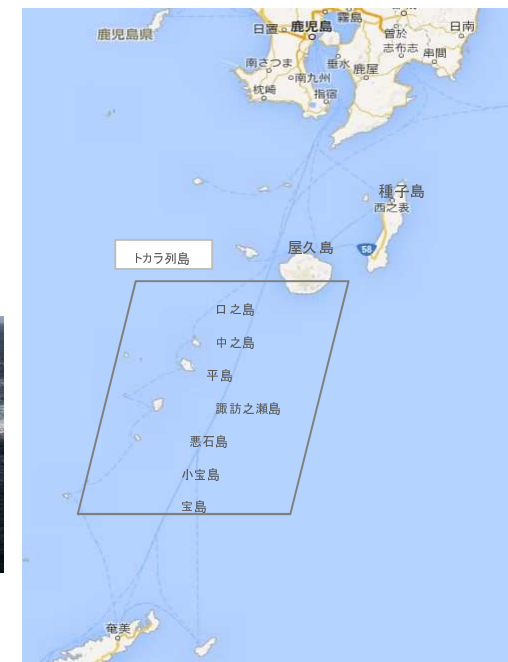 霧島
鹿児島
日置
日南
鹿児島県
曽於
志布志
串間
南さつま
垂水
鹿屋
南九州
枕崎
指宿
種子島
西之表
屋久島
58
トカラ列島
口之島
中之島
平島
諏訪之瀬島
悪石島
小宝島
宝島
奄美